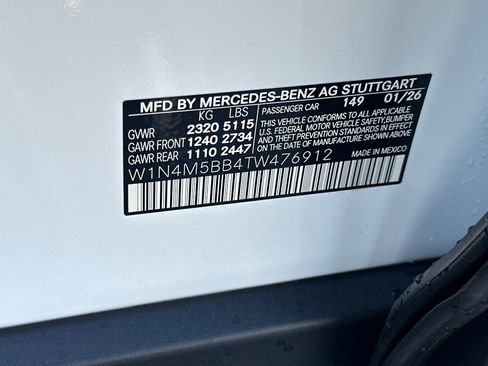 MFD BY MERCEDES-BENZ AG STUTTGART
KG LBS PASSENGER CAR 149 01/26
GVWR 2320 5115 THIS VEHICLE CONFORMS TO ALL APPLICABLE
GAWR FRONT 1240 2734 U.S. FEDERAL MOTOR VEHICLE SAFETY, BUMPER,
GAWR REAR 1110 2447 AND THEFT PREVENTION STANDARDS IN EFFECT
ON THE DATE OF MANUFACTURE SHOWN ABOVE.
W1N4M5BB4TW476912 MADE IN MEXICO